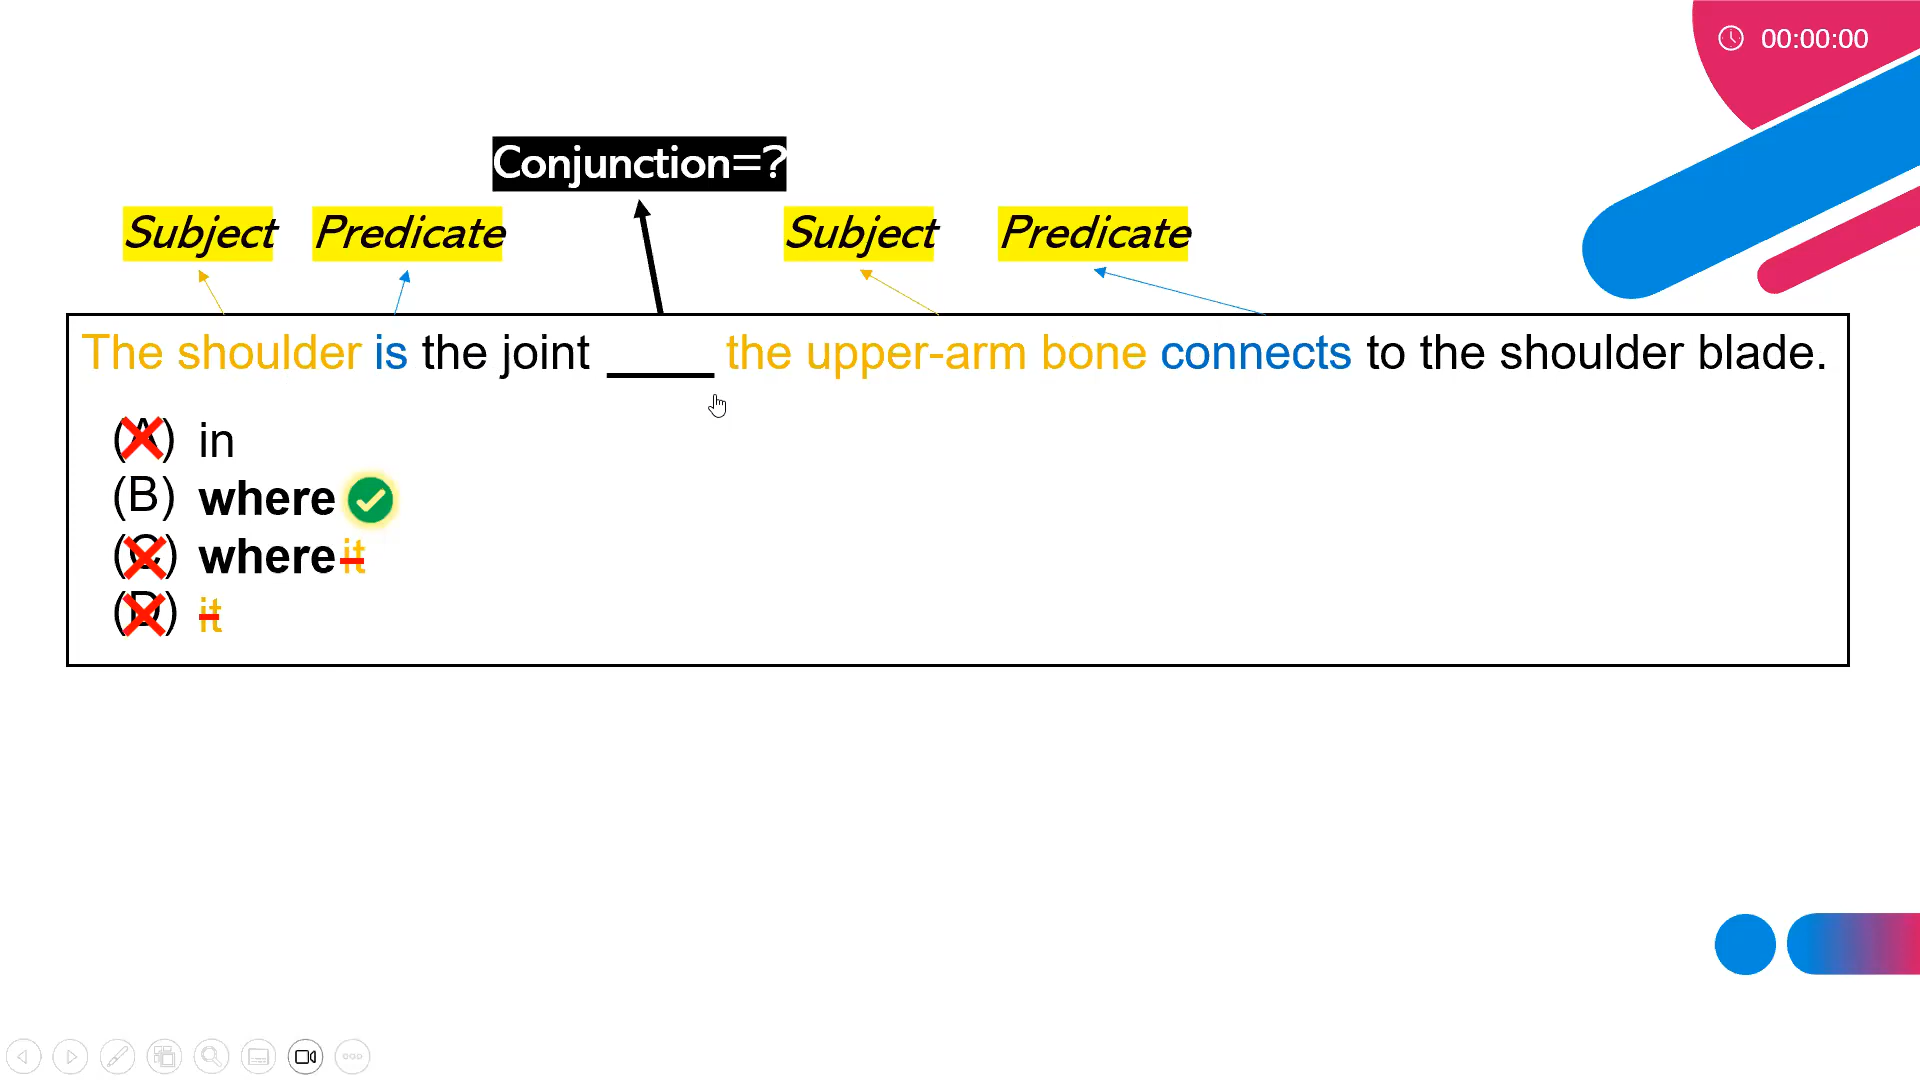 00:00:00
Conjunction=?
Subject Predicate Subject Predicate
The shoulder is the joint ____ the upper-arm bone connects to the shoulder blade.
(A) in
(B) where
(C) where it
(D) it